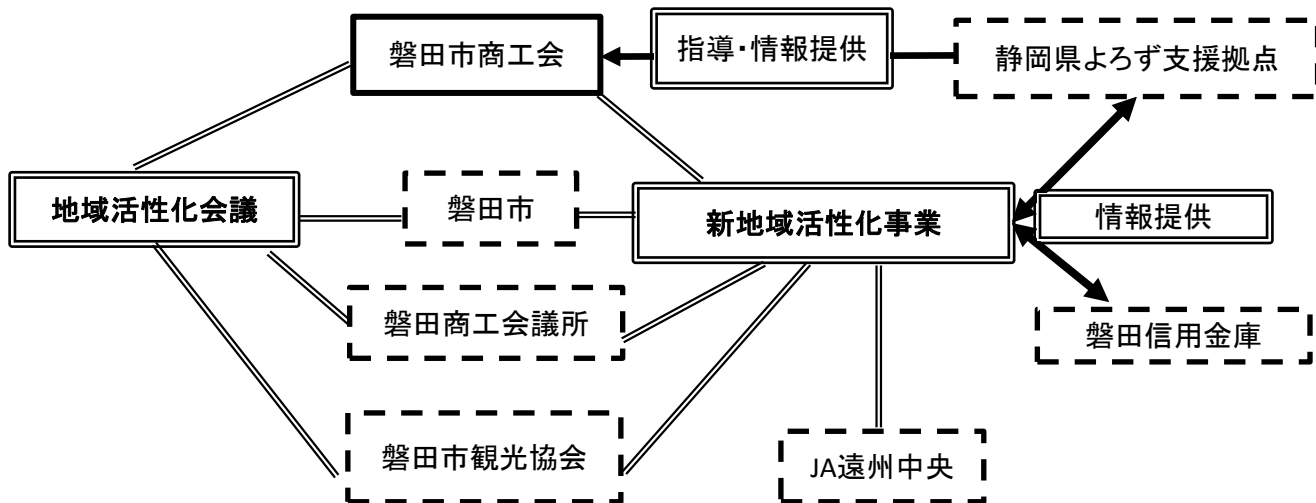 磐田市商工会
指導・情報提供
静岡県よろず支援拠点
地域活性化会議
磐田市
新地域活性化事業
情報提供
磐田商工会議所
磐田信用金庫
磐田市観光協会
JA遠州中央